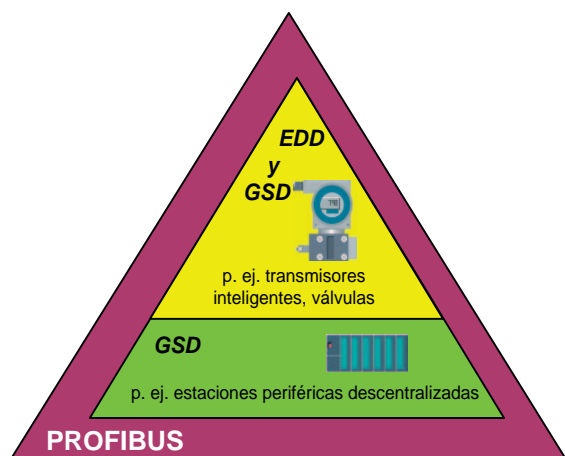 EDD
y
GSD
p. ej. transmisores
inteligentes, válvulas
GSD
p. ej. estaciones periféricas descentralizadas
PROFIBUS